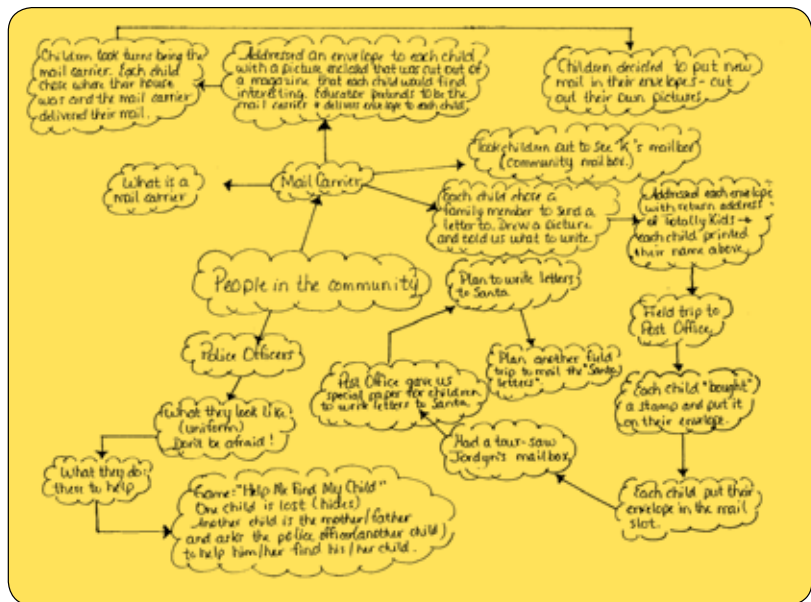 Children took turns being the
mail carrier. Each child
chose where their house
was and the mail carrier
delivered their mail.
Addressed an envelope to each child
with a picture enclosed that was cut out of
a magazine that each child would find
interesting. Educator pretends to be the
mail carrier & delivers envelope to each child
Children decided to put new
mail in their envelopes - cut
out their own pictures.
Took children out to see "K"'s mailbox
(community mailbox.)
What is a
mail carrier
Mail Carrier
Each child chose a
family member to send a
letter to. Drew a picture
and told us what to write.
Addressed each envelope
with return address
of Totally Kids →
each child printed
their name above.
People in the community
Plan to write letters
to Santa
Field trip to
Post Office
Police Officers
Plan another field
trip to mail the "Santa
letters".
Post Office gave us
special paper for children
to write letters to Santa.
Each child "bought"
a stamp and put it
on their envelope.
What they look like
(uniform)
Don't be afraid!
Had a tour - saw
Jordyn's mailbox
What they do:
there to help
Each child put their
envelope in the mail
slot.
Game: "Help Me Find My Child"
One child is lost (hides)
Another child is the mother/father
and asks the police officer (another child)
to help him/her find his/her child.